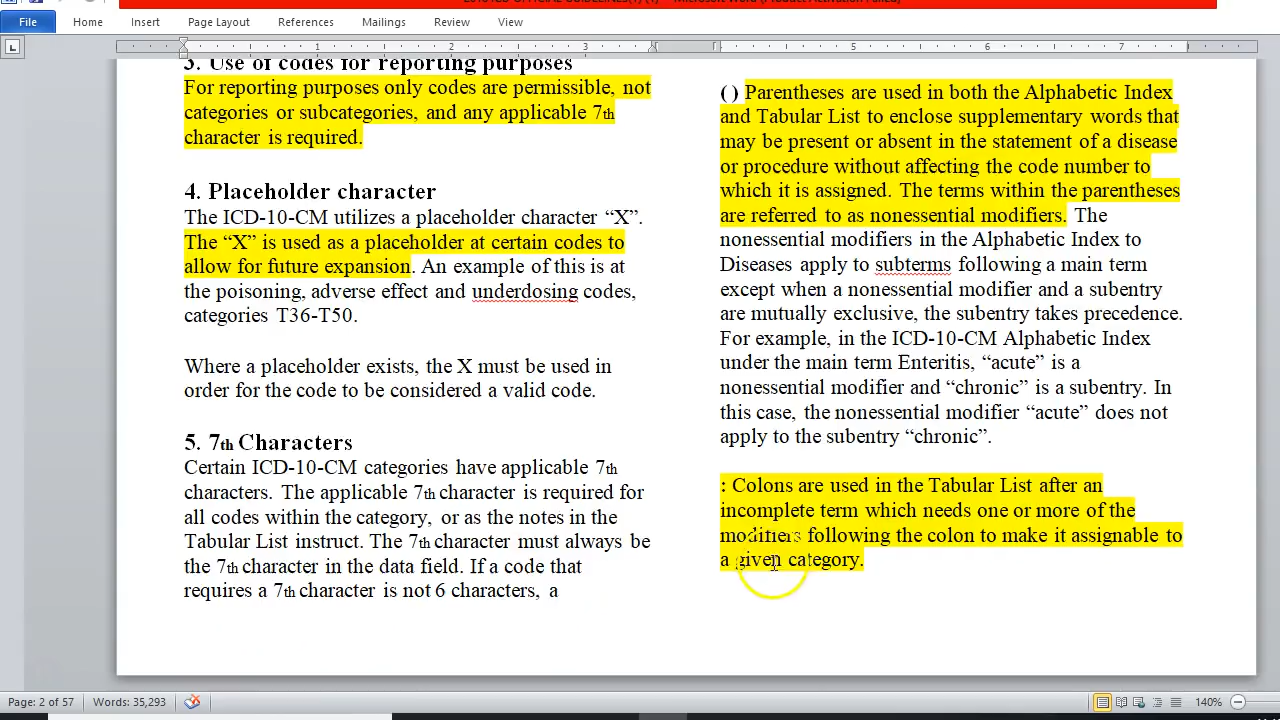 File Home Insert Page Layout References Mailings Review View
1 2 3 5 6 7
3. Use of codes for reporting purposes
For reporting purposes only codes are permissible, not
categories or subcategories, and any applicable 7th
character is required.
4. Placeholder character
The ICD-10-CM utilizes a placeholder character “X”.
The “X” is used as a placeholder at certain codes to
allow for future expansion. An example of this is at
the poisoning, adverse effect and underdosing codes,
categories T36-T50.
Where a placeholder exists, the X must be used in
order for the code to be considered a valid code.
5. 7th Characters
Certain ICD-10-CM categories have applicable 7th
characters. The applicable 7th character is required for
all codes within the category, or as the notes in the
Tabular List instruct. The 7th character must always be
the 7th character in the data field. If a code that
requires a 7th character is not 6 characters, a
( ) Parentheses are used in both the Alphabetic Index
and Tabular List to enclose supplementary words that
may be present or absent in the statement of a disease
or procedure without affecting the code number to
which it is assigned. The terms within the parentheses
are referred to as nonessential modifiers. The
nonessential modifiers in the Alphabetic Index to
Diseases apply to subterms following a main term
except when a nonessential modifier and a subentry
are mutually exclusive, the subentry takes precedence.
For example, in the ICD-10-CM Alphabetic Index
under the main term Enteritis, “acute” is a
nonessential modifier and “chronic” is a subentry. In
this case, the nonessential modifier “acute” does not
apply to the subentry “chronic”.
: Colons are used in the Tabular List after an
incomplete term which needs one or more of the
modifiers following the colon to make it assignable to
a given category.
Page: 2 of 57 Words: 35,293 140%